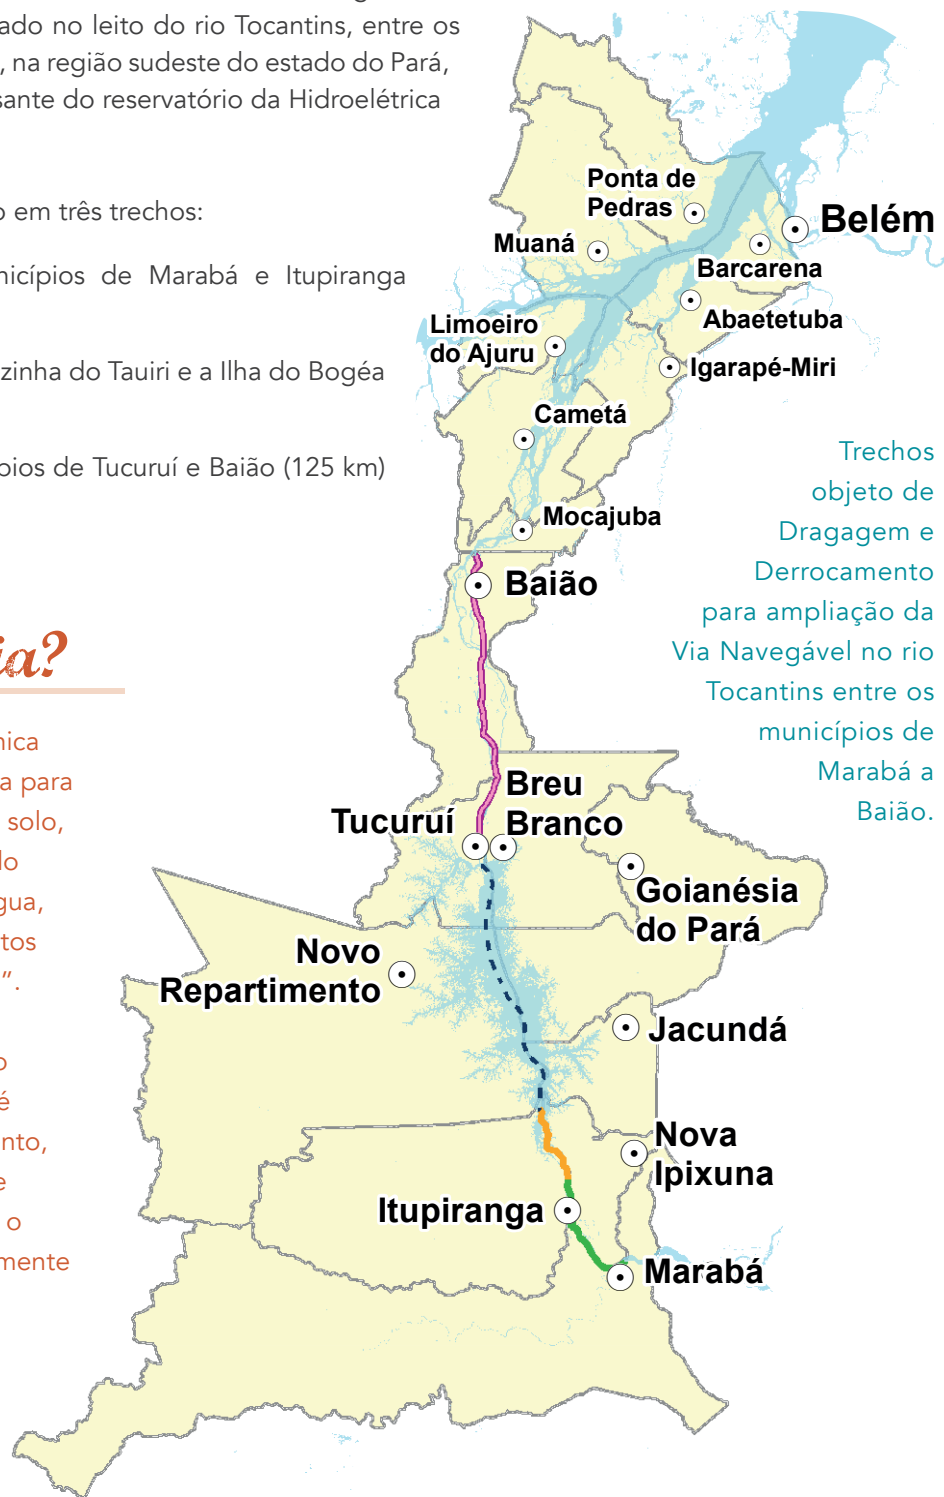 ado no leito do rio Tocantins, entre os
, na região sudeste do estado do Pará,
sante do reservatório da Hidroelétrica
o em três trechos:
nicípios de Marabá e Itupiranga
zinha do Tauiri e a Ilha do Bogéa
pios de Tucuruí e Baião (125 km)
ia?
nica
a para
solo,
do
gua,
tos
”.
o
é
nto,
e
o
mente
Ponta de
Pedras
Belém
Muaná
Barcarena
Abaetetuba
Limoeiro
do Ajuru
Igarapé-Miri
Cametá
Mocajuba
Baião
Breu
Branco
Tucuruí
Goianésia
do Pará
Novo
Repartimento
Jacundá
Nova
Ipixuna
Itupiranga
Marabá
Trechos
objeto de
Dragagem e
Derrocamento
para ampliação da
Via Navegável no rio
Tocantins entre os
municípios de
Marabá a
Baião.